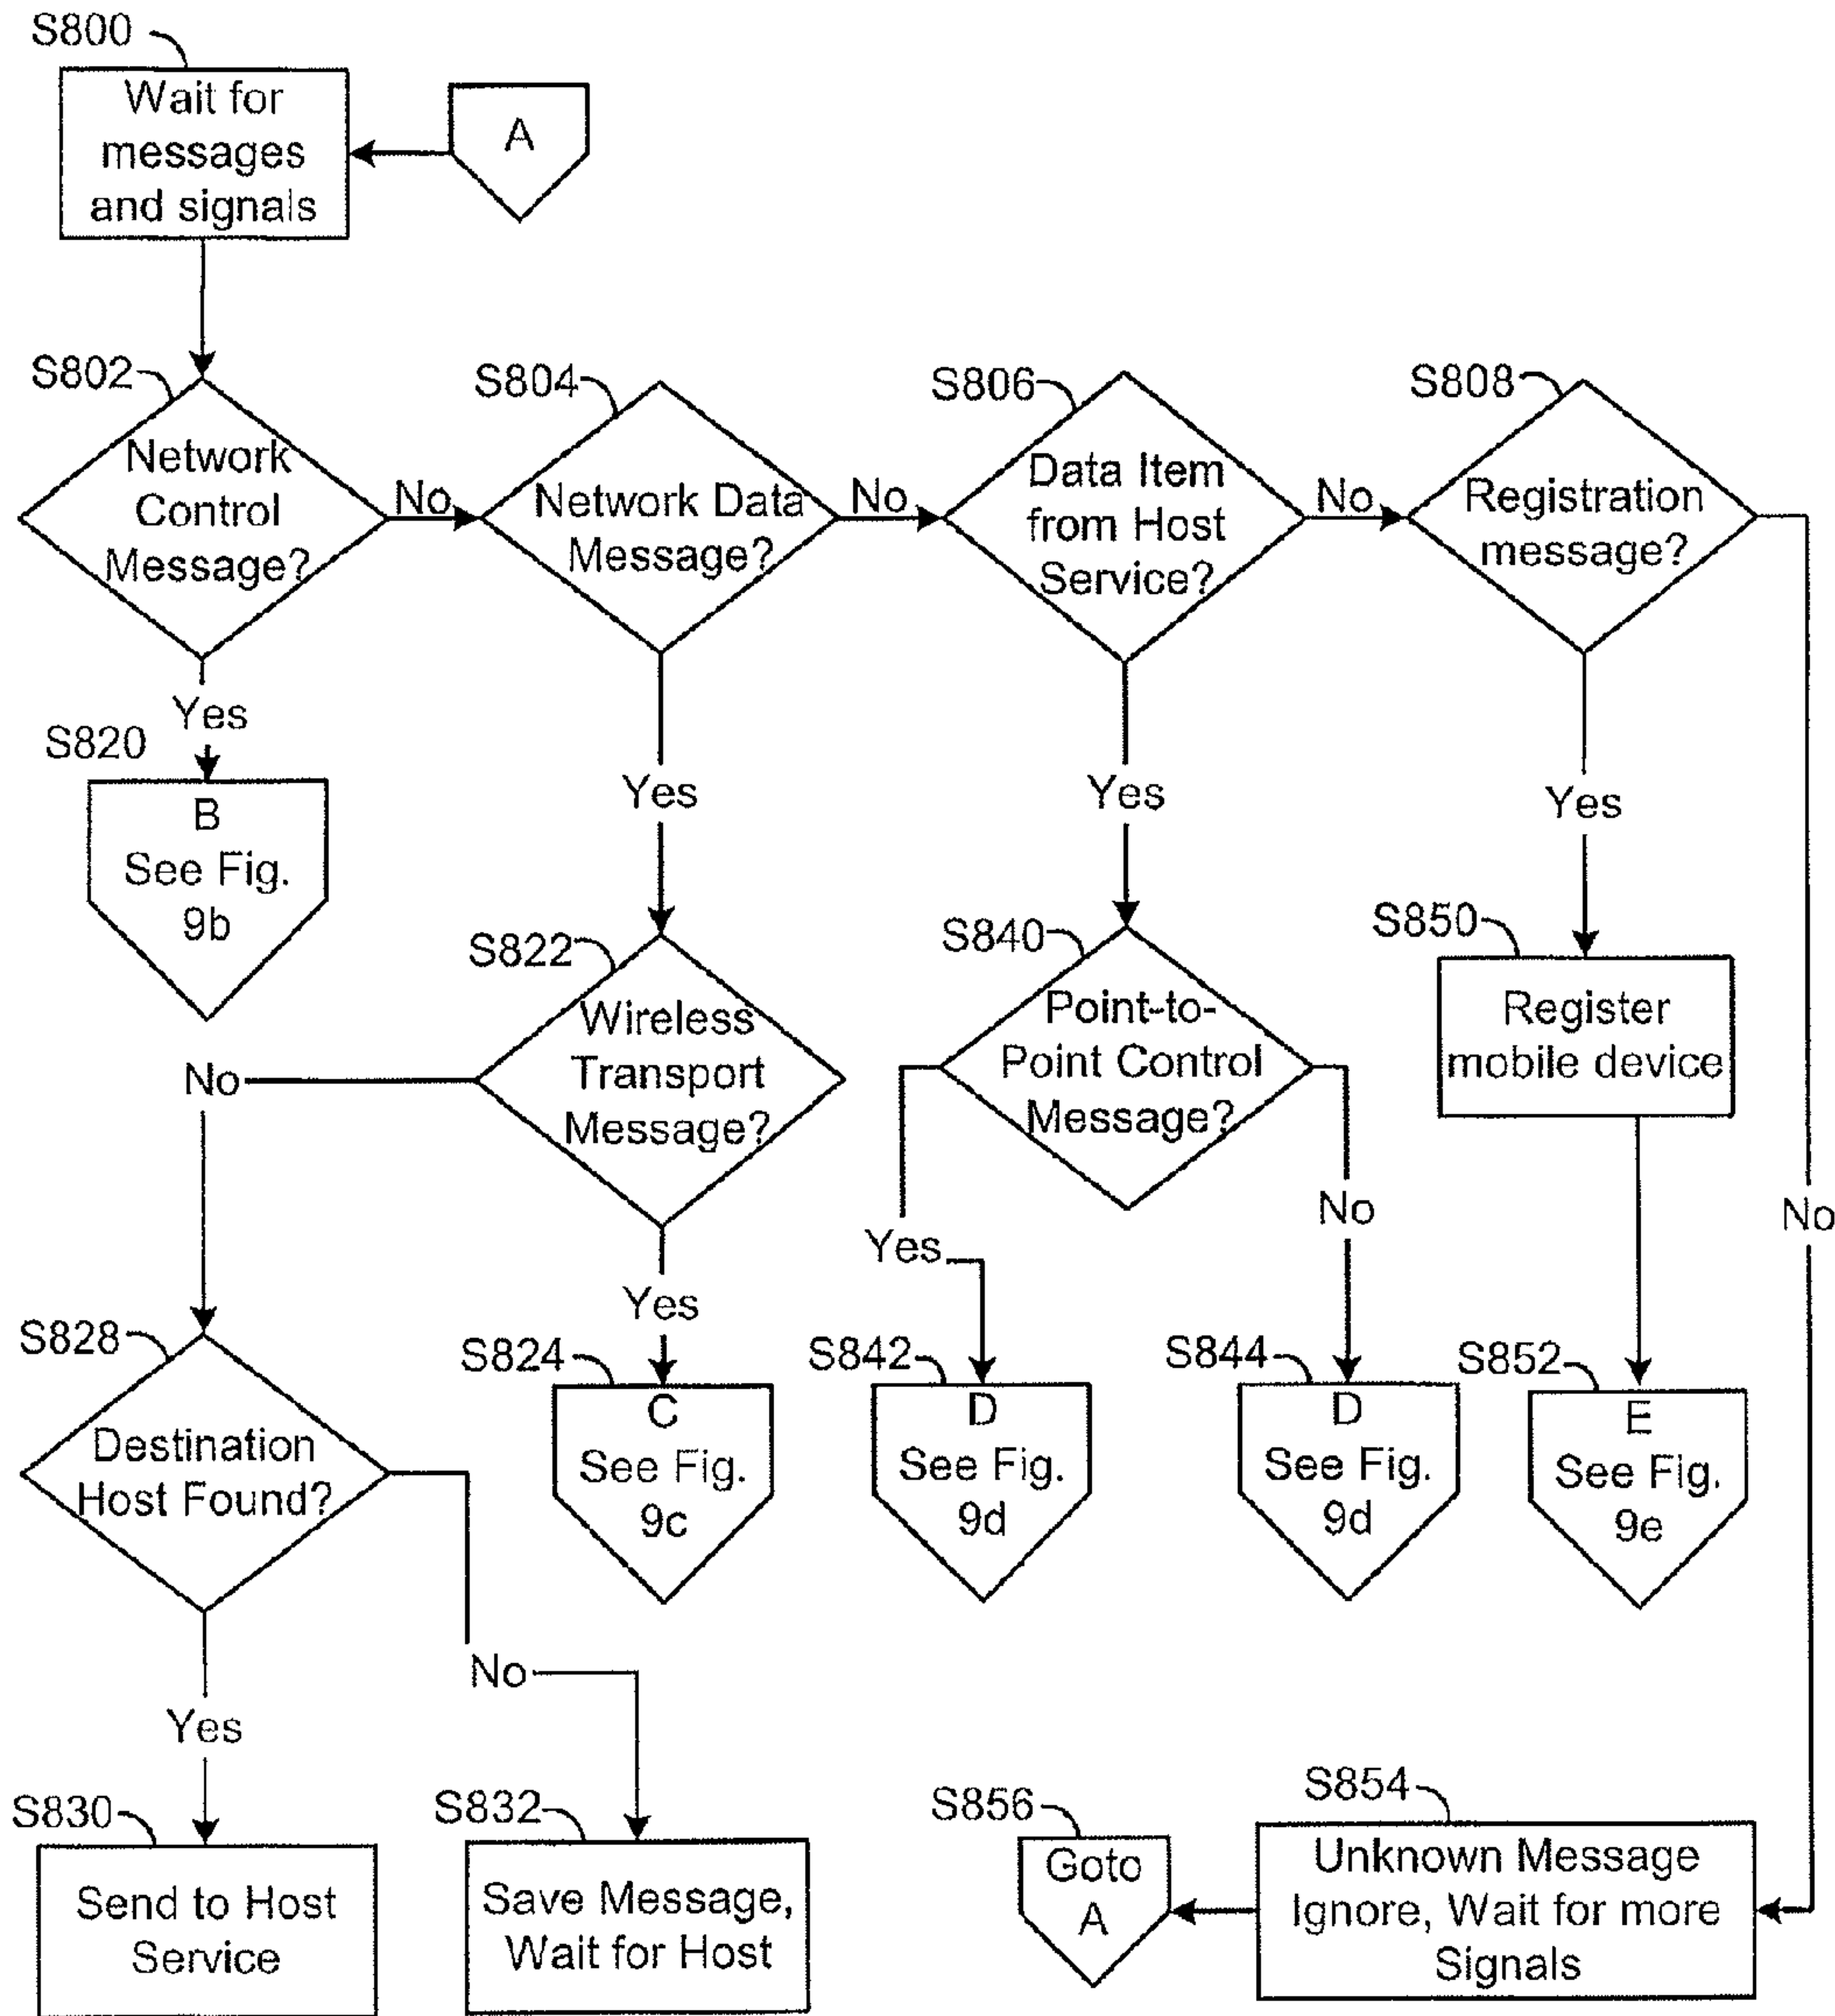 S800
Wait for
messages
and signals
A
S802
Network
Control
Message?
No
S804
Network Data
Message?
No
S806
Data Item
from Host
Service?
No
S808
Registration
message?
No
Yes
S820
B
See Fig.
9b
Yes
Yes
Yes
S822
Wireless
Transport
Message?
No
Yes
S840
Point-to-
Point Control
Message?
Yes
No
S850
Register
mobile device
S828
Destination
Host Found?
Yes
No
S824
C
See Fig.
9c
S842
D
See Fig.
9d
S844
D
See Fig.
9d
S852
E
See Fig.
9e
S830
Send to Host
Service
S832
Save Message,
Wait for Host
S856
Goto
A
S854
Unknown Message
Ignore, Wait for more
Signals